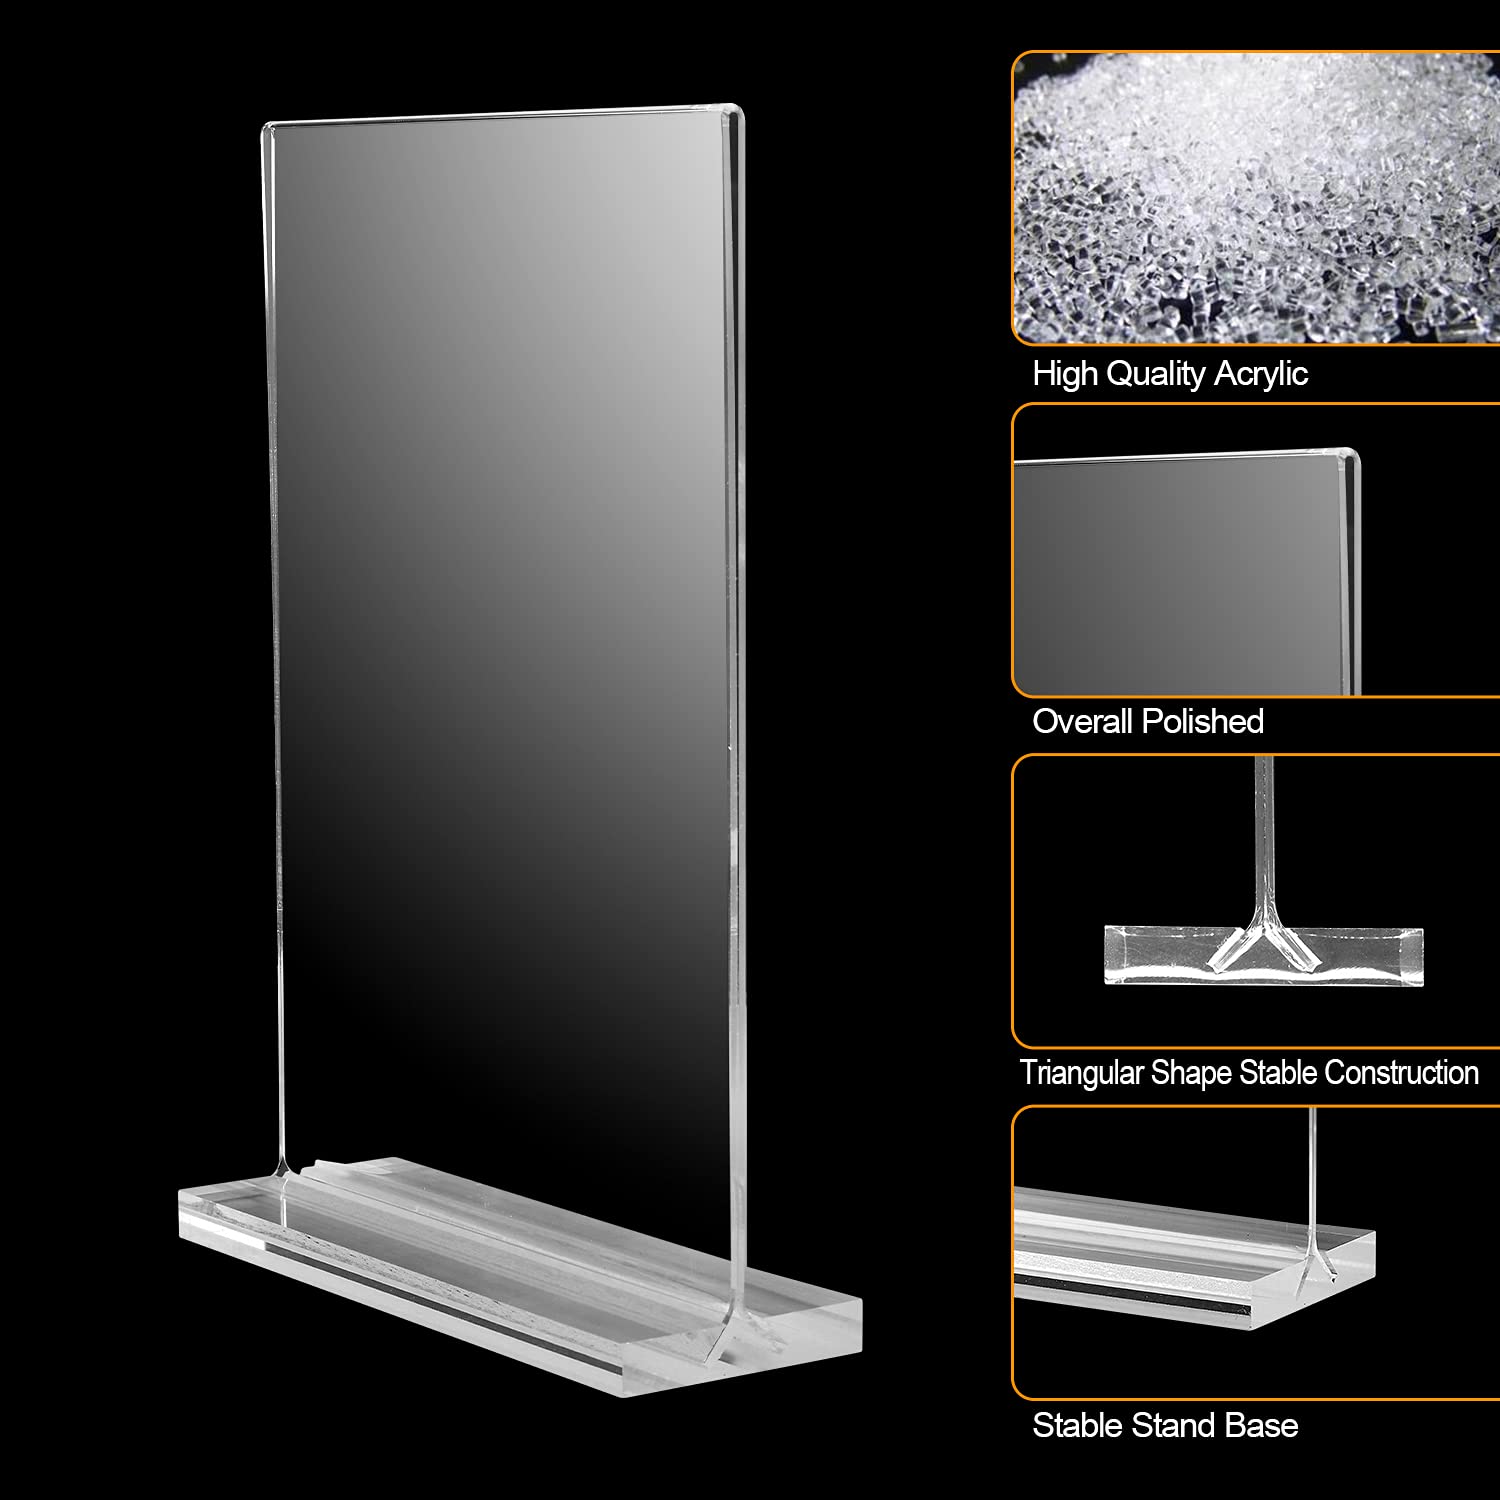 High Quality Acrylic
Overall Polished
Triangular Shape Stable Construction
Stable Stand Base